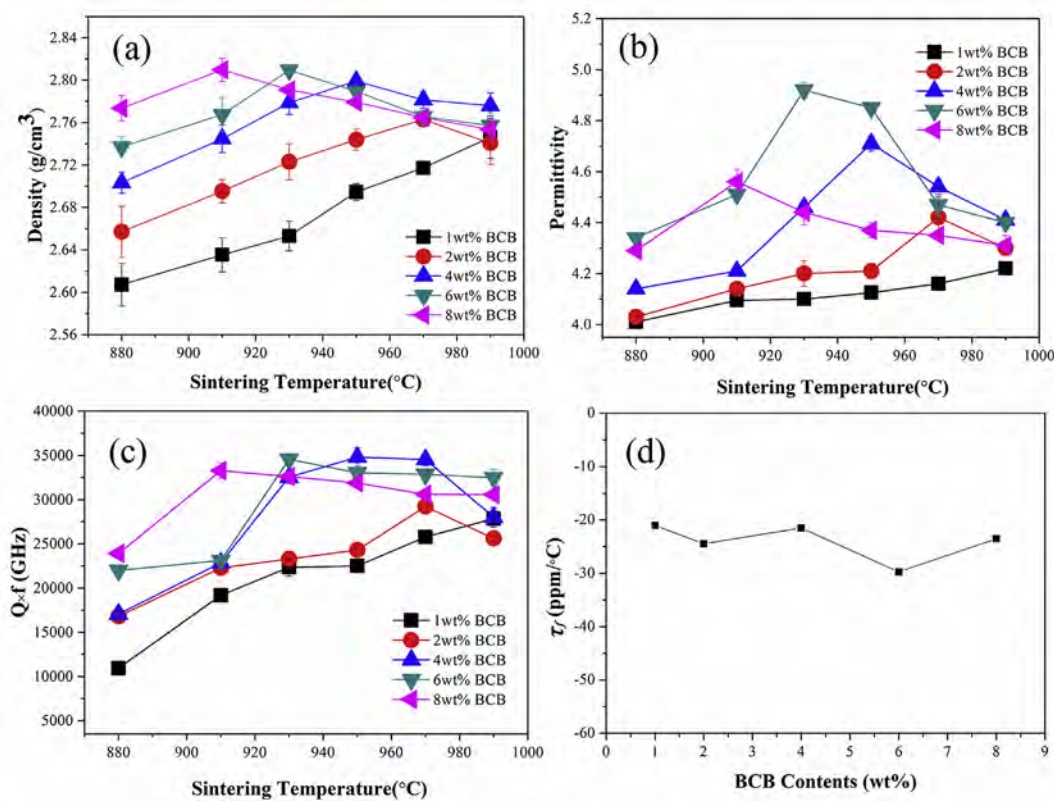 (a)
2.84
2.80
2.76
2.72
2.68
2.64
2.60
2.56
Density (g/cm3)
1wt% BCB
2wt% BCB
4wt% BCB
6wt% BCB
8wt% BCB
880 900 920 940 960 980 1000
Sintering Temperature(°C)
(b)
5.2
5.0
4.8
4.6
4.4
4.2
4.0
Permittivity
1wt% BCB
2wt% BCB
4wt% BCB
6wt% BCB
8wt% BCB
880 900 920 940 960 980 1000
Sintering Temperature(°C)
(c)
40000
35000
30000
25000
20000
15000
10000
5000
Q×f (GHz)
1wt% BCB
2wt% BCB
4wt% BCB
6wt% BCB
8wt% BCB
880 900 920 940 960 980 1000
Sintering Temperature(°C)
(d)
0
-10
-20
-30
-40
-50
-60
τf (ppm/°C)
0 1 2 3 4 5 6 7 8 9
BCB Contents (wt%)